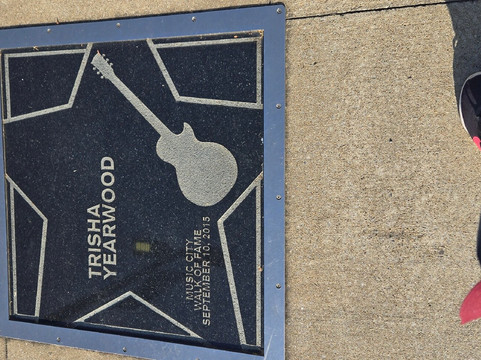 TRISHA
YEARWOOD
MUSIC CITY
WALK OF FAME
SEPTEMBER 10, 2015